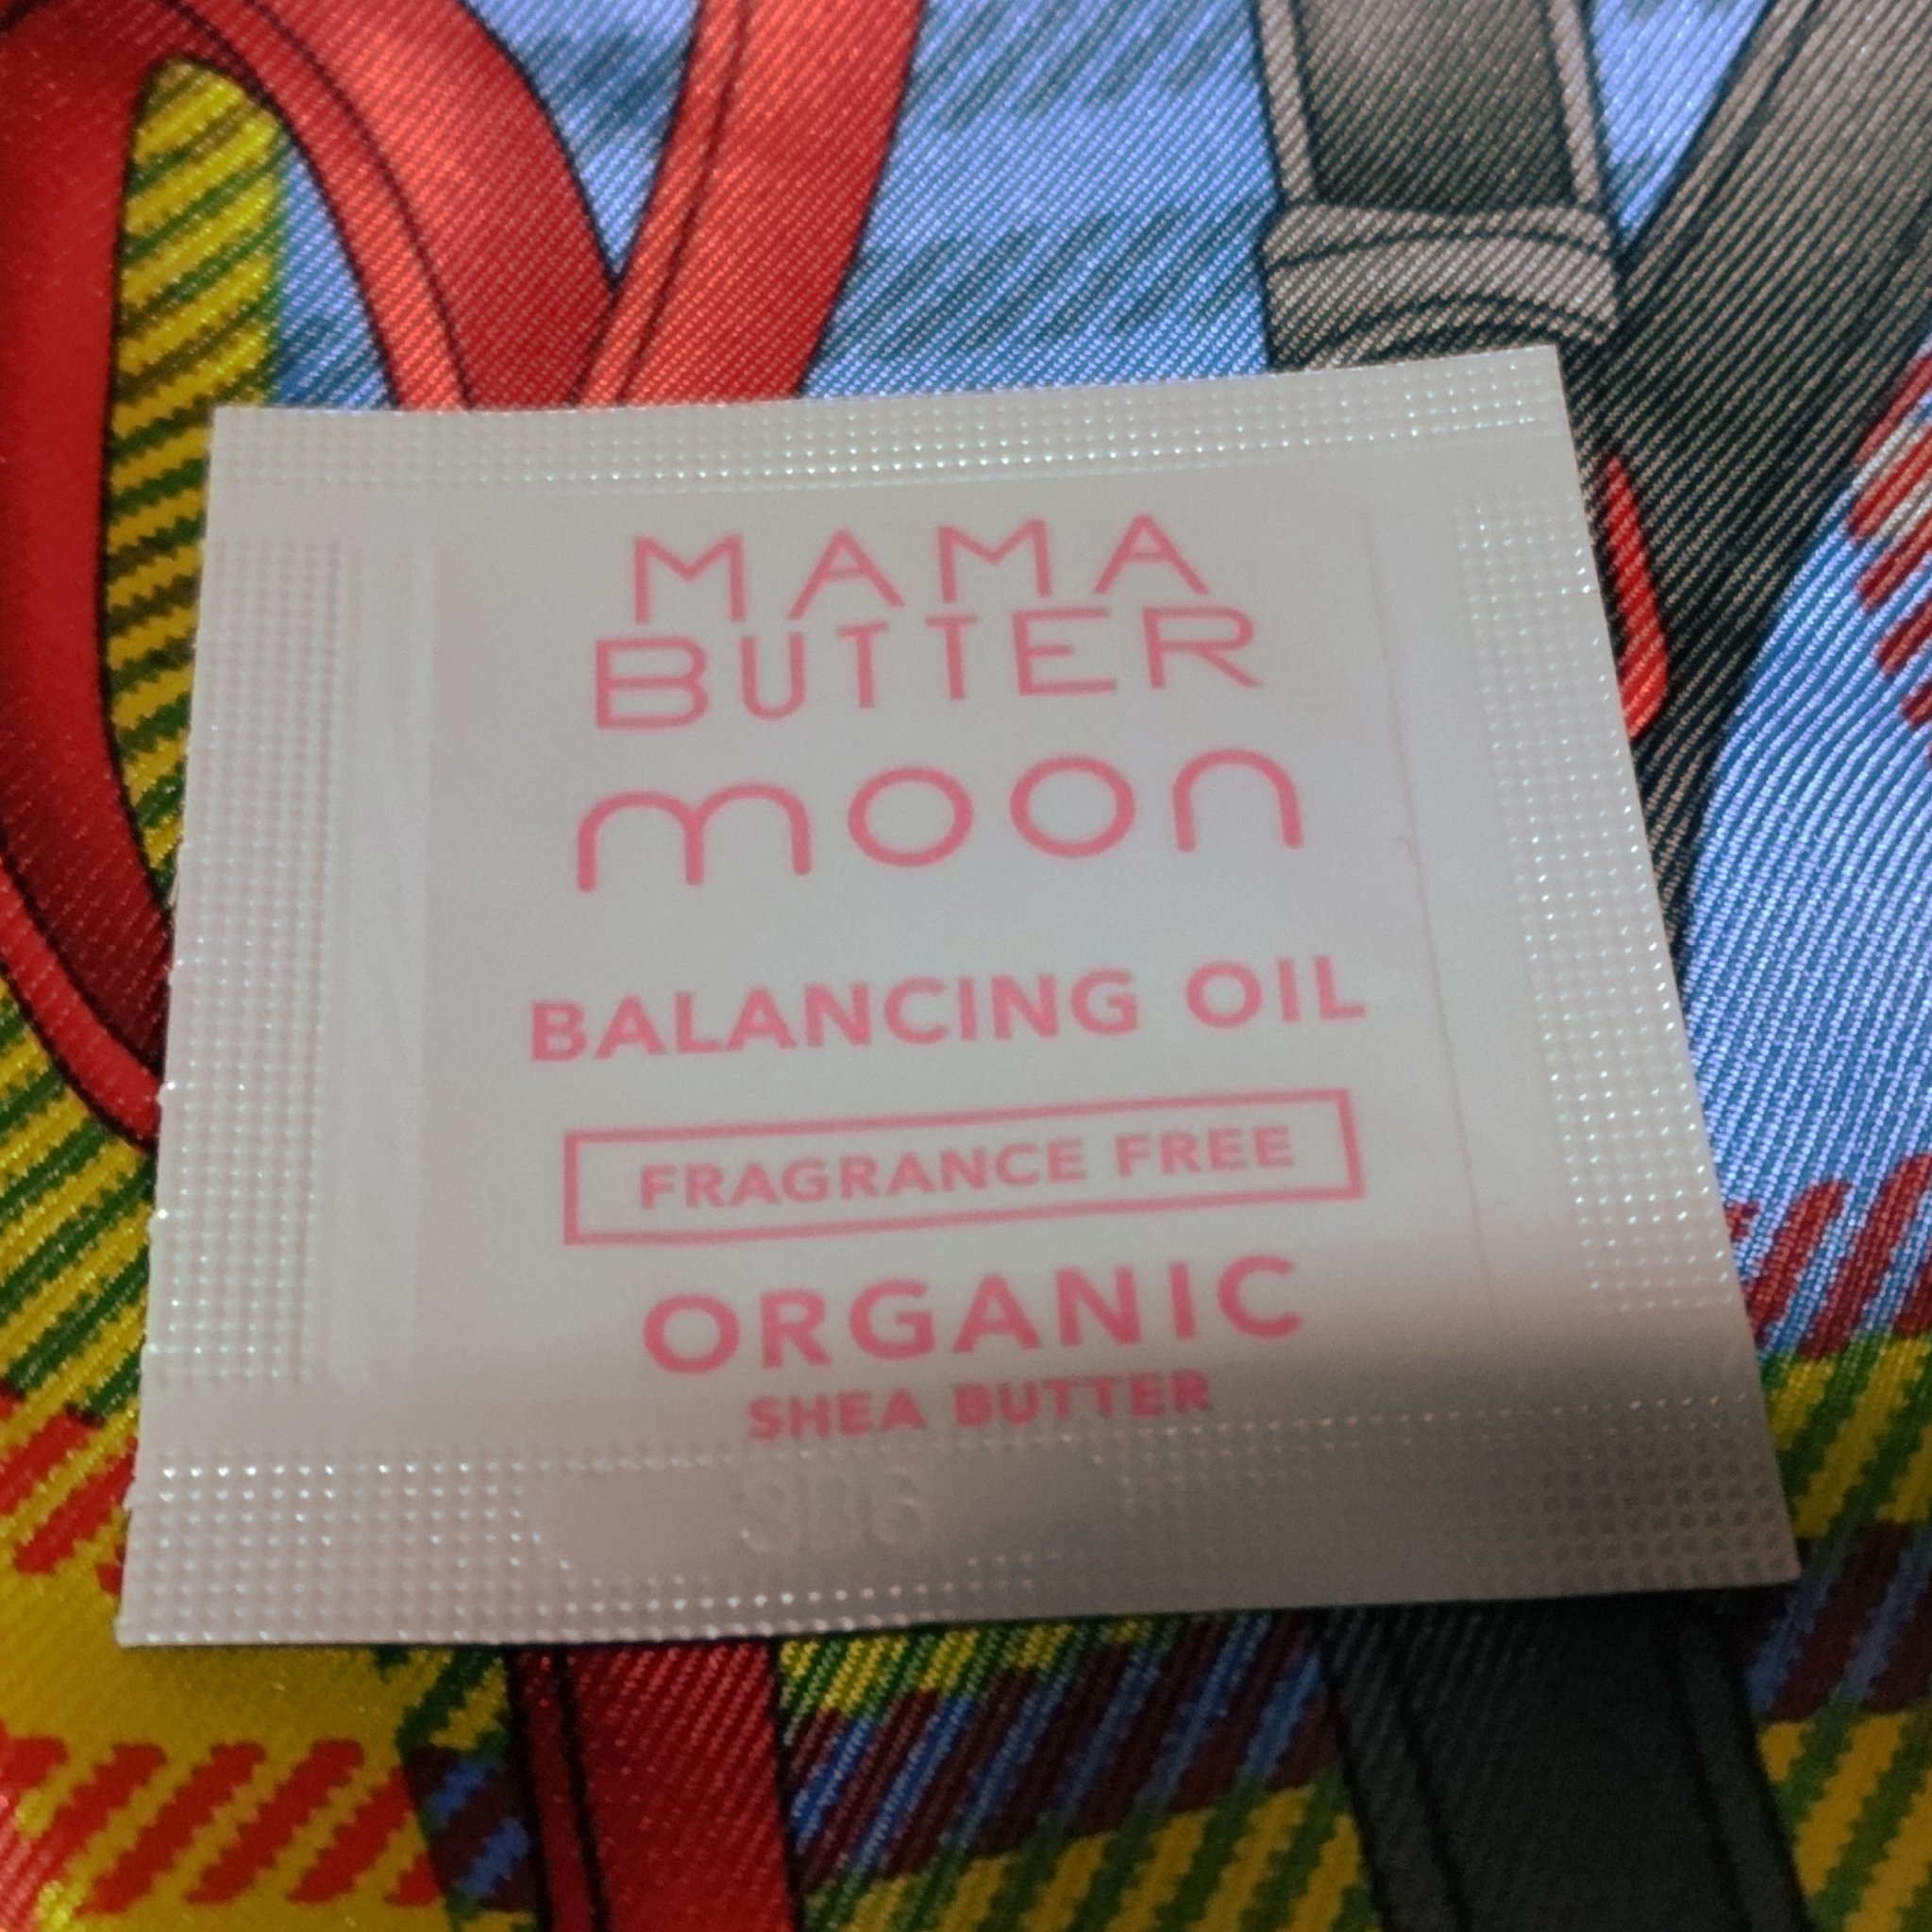 MAMA
BUTTER
moon
BALANCING OIL
FRAGRANCE FREE
ORGANIC
SHEA BUTTER